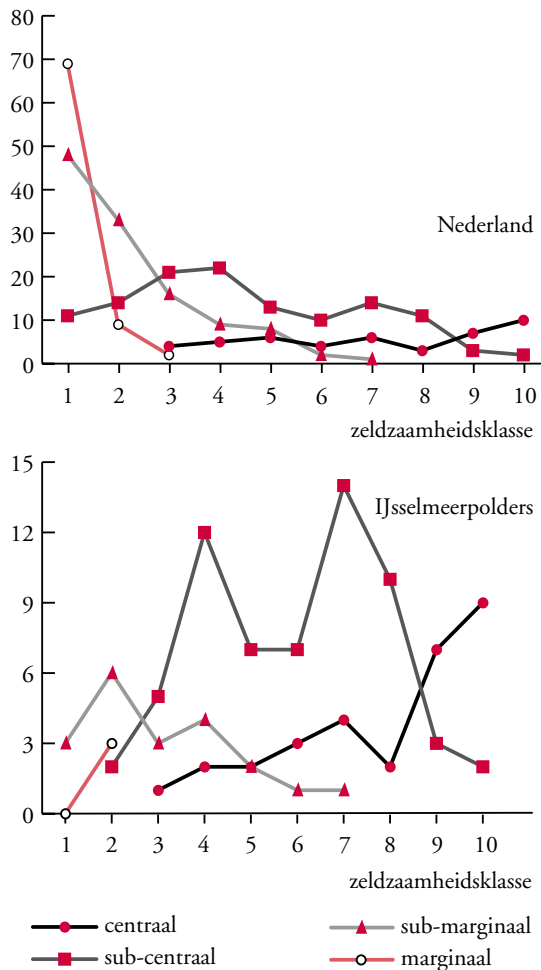 80
70
60
50
40
30
20
10
0
Nederland
1 2 3 4 5 6 7 8 9 10
zeldzaamheidsklasse
15
12
9
6
3
0
IJsselmeerpolders
1 2 3 4 5 6 7 8 9 10
zeldzaamheidsklasse
centraal sub-marginaal
sub-centraal marginaal